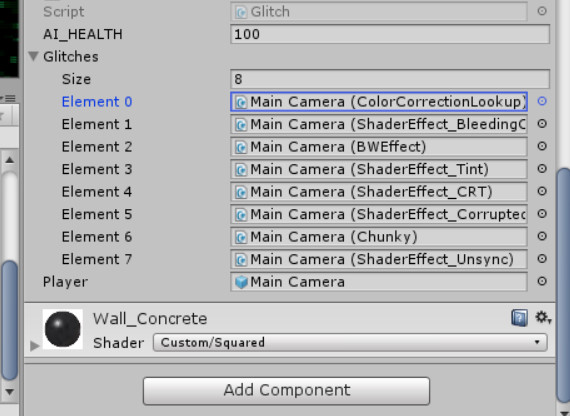 Script Glitch
AI_HEALTH 100
Glitches
Size 8
Element 0 Main Camera (ColorCorrectionLookup)
Element 1 Main Camera (ShaderEffect_BleedingC
Element 2 Main Camera (BWEffect)
Element 3 Main Camera (ShaderEffect_Tint)
Element 4 Main Camera (ShaderEffect_CRT)
Element 5 Main Camera (ShaderEffect_Corrupted
Element 6 Main Camera (Chunky)
Element 7 Main Camera (ShaderEffect_Unsync)
Player Main Camera
Wall_Concrete
Shader Custom/Squared
Add Component